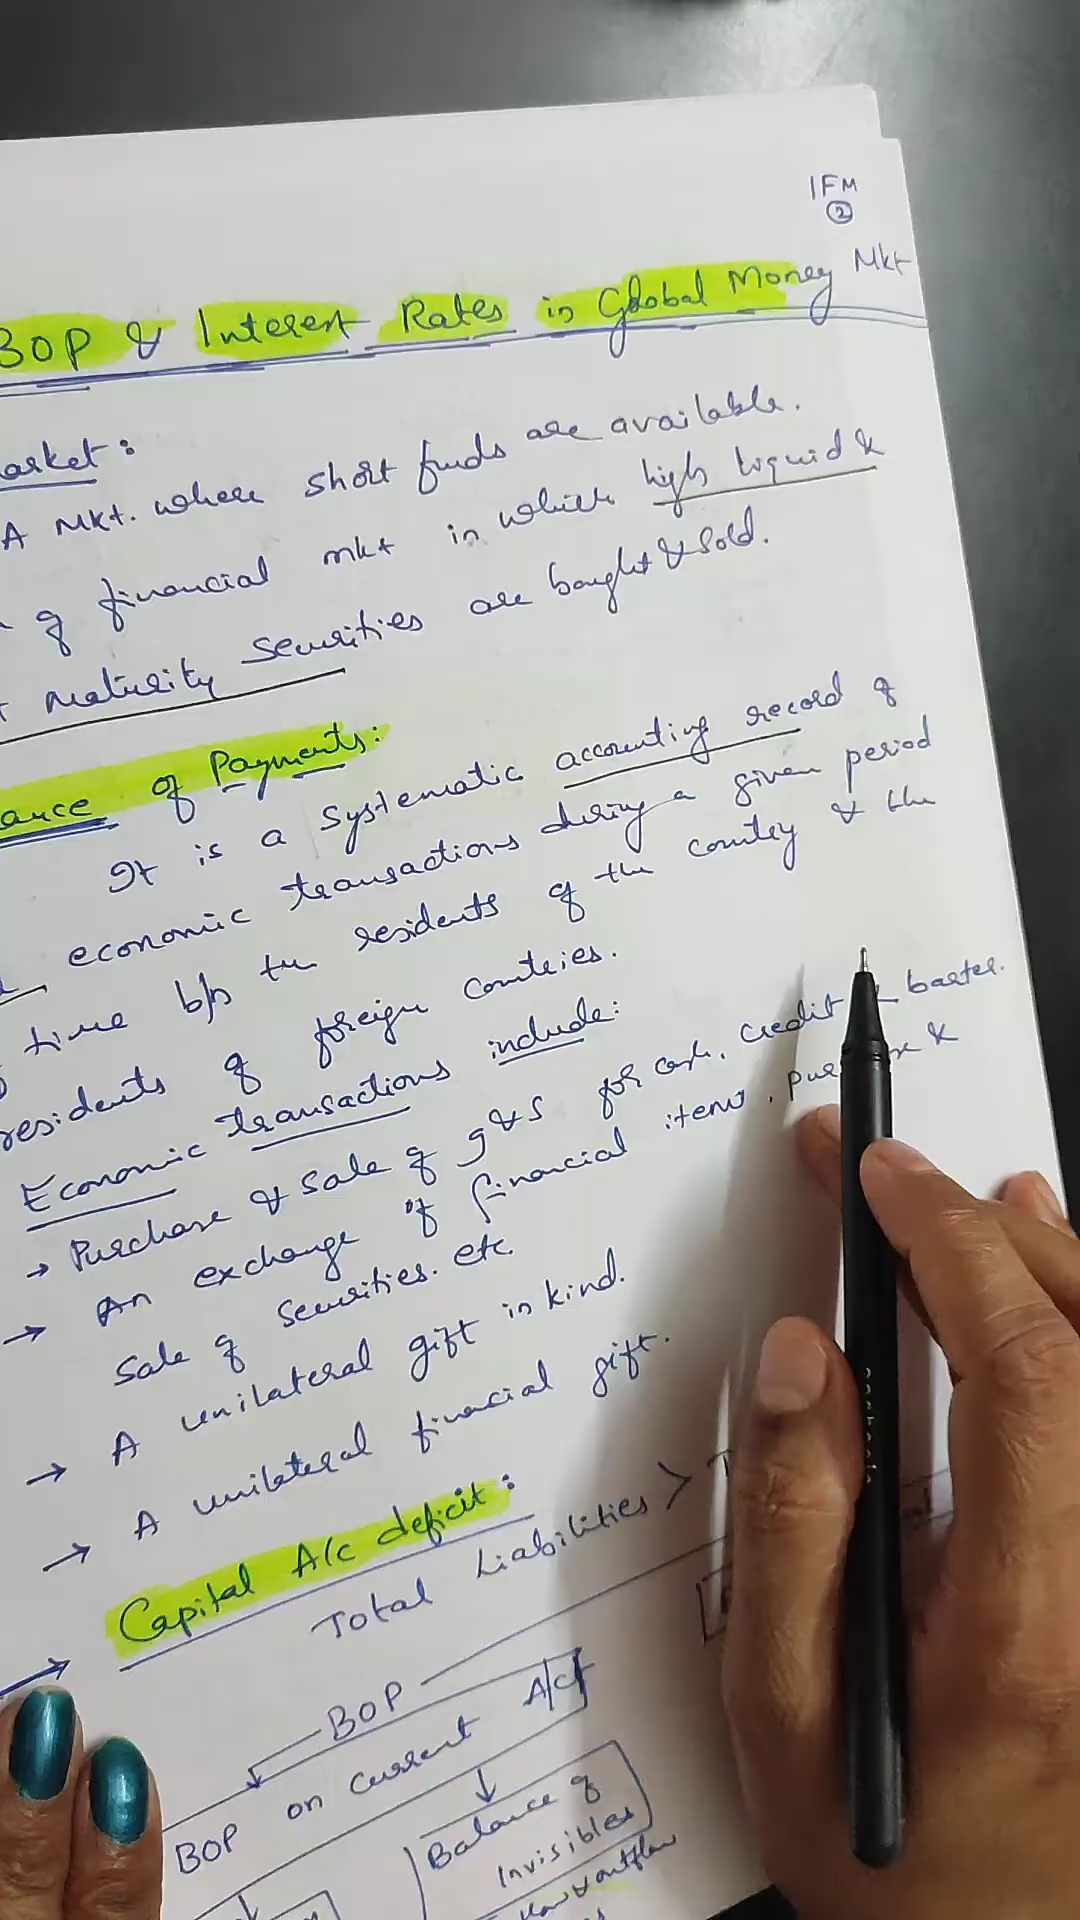 IFM
2
BOP & Interest Rates in Global Money Mkt
arket:
A Mkt. where short funds are available.
of financial mkt in which high liquid &
t maturity securities are bought & sold.
ance of Payments:
It is a systematic accounting record of
economic transactions during a given period
time b/n the residents of the country & the
residents of foreign countries.
Economic transactions include:
→ Purchase & sale of g&s for cash, credit barter.
→ An exchange of financial items, pur &
sale of securities. etc.
→ A unilateral gift in kind.
→ A unilateral financial gift.
Capital A/c deficit:
Total Liabilities >
BOP
BOP on current A/ct
Balance of
Invisibles